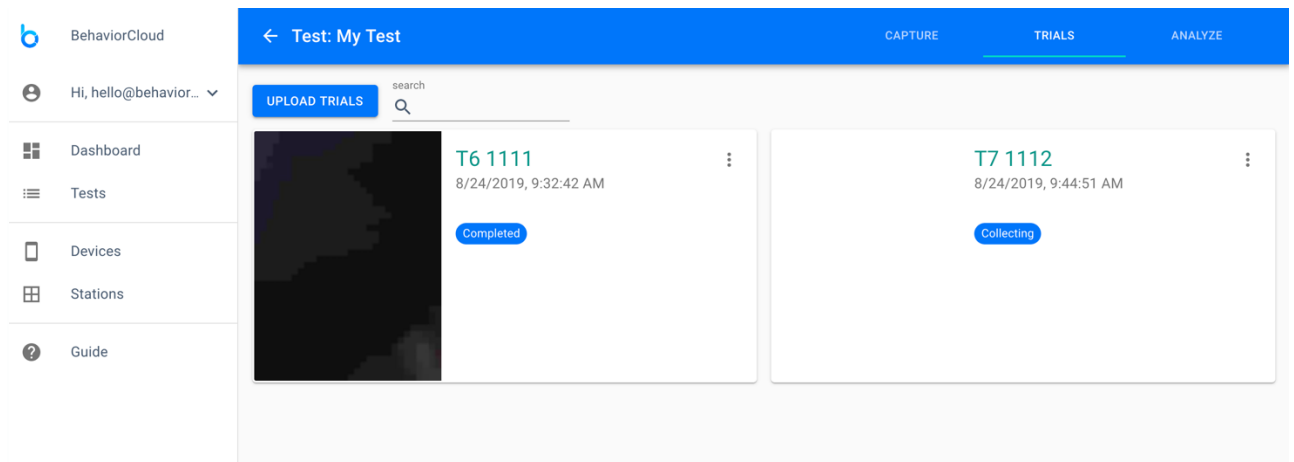 BehaviorCloud
Hi, hello@behavior...
Dashboard
Tests
Devices
Stations
Guide
Test: My Test
CAPTURE
TRIALS
ANALYZE
UPLOAD TRIALS
search
T6 1111
8/24/2019, 9:32:42 AM
Completed
T7 1112
8/24/2019, 9:44:51 AM
Collecting